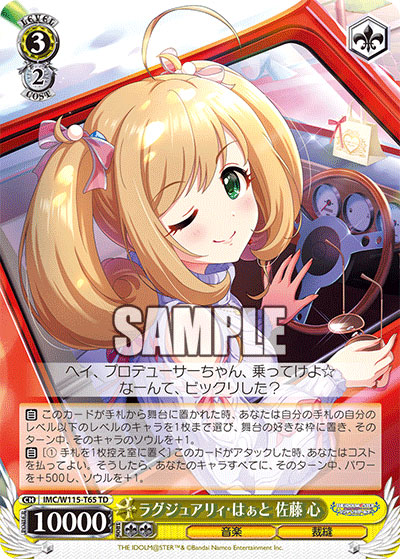 THE IDOLM@STER
LEVEL
3
2
COST
SAMPLE
ヘイ、プロデューサーちゃん、乗ってけよ☆
なーんて、ビックリした?
【自】 このカードが手札から舞台に置かれた時、あなたは自分の手札の自分の
レベル以下のレベルのキャラを1枚まで選び、舞台の好きな枠に置き、その
ターン中、そのキャラのソウルを+1。
【自】 [① 手札を1枚控室に置く] このカードがアタックした時、あなたはコスト
を払ってよい。そうしたら、あなたのキャラすべてに、そのターン中、パワー
を+500し、ソウルを+1。
CH IMC/W115-T65 TD
ラグジュアリィ・はぁと 佐藤 心
10000
音楽
裁縫
THE IDOLM@STER™&©Bandai Namco Entertainment Inc.